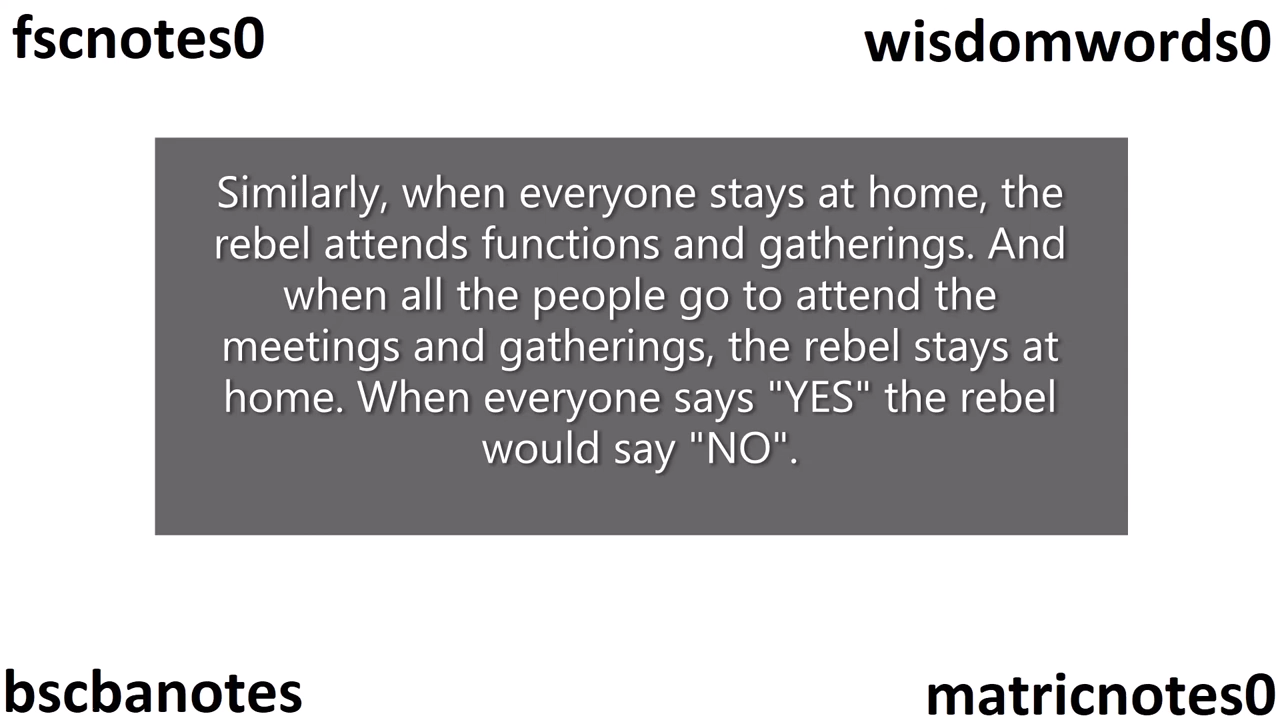 fscnotes0
wisdomwords0
Similarly, when everyone stays at home, the
rebel attends functions and gatherings. And
when all the people go to attend the
meetings and gatherings, the rebel stays at
home. When everyone says "YES" the rebel
would say "NO".
bscbanotes
matricnotes0